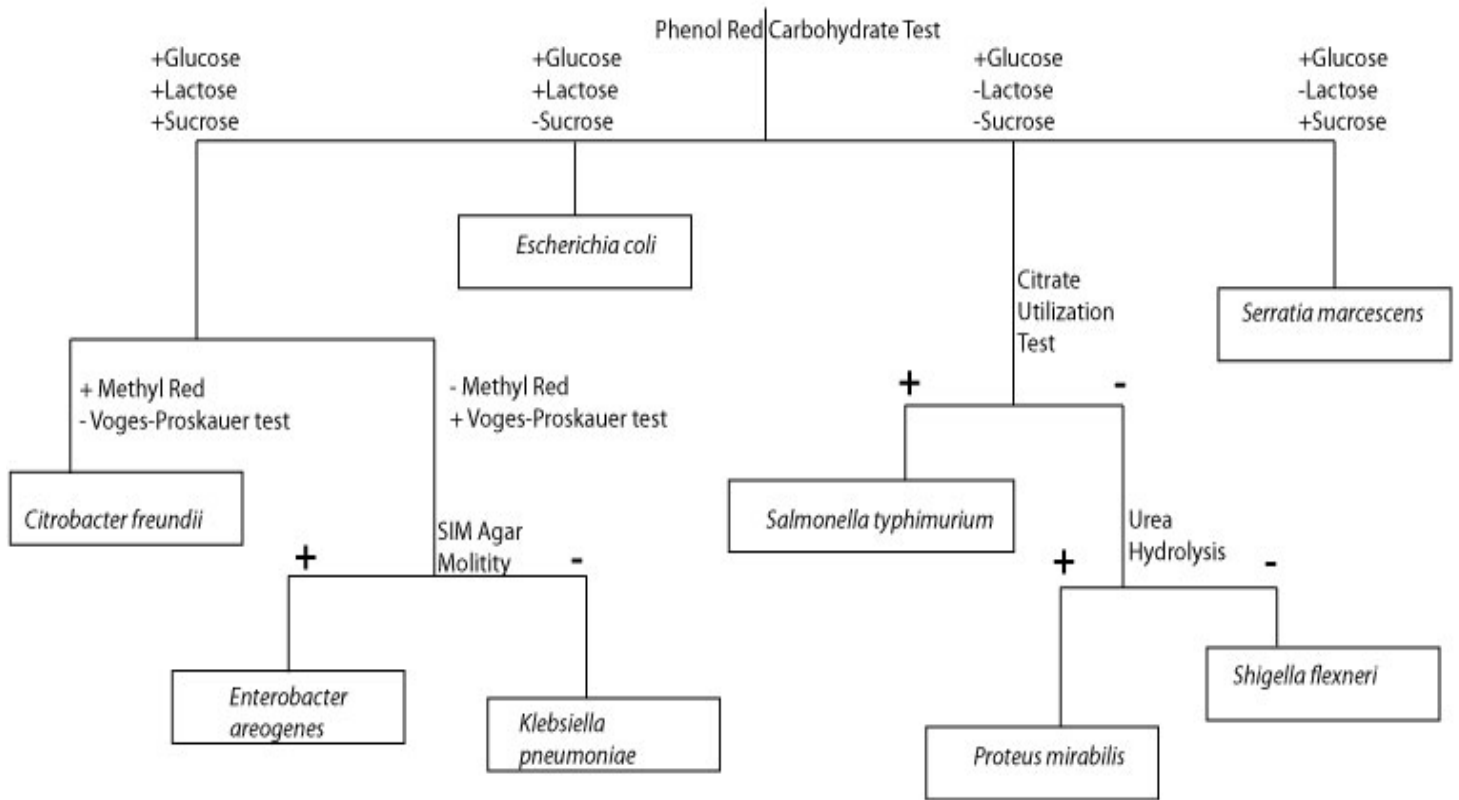 Phenol Red Carbohydrate Test
+Glucose
+Lactose
+Sucrose
+Glucose
+Lactose
-Sucrose
+Glucose
-Lactose
-Sucrose
+Glucose
-Lactose
+Sucrose
Escherichia coli
Citrate
Utilization
Test
Serratia marcescens
+ Methyl Red
- Voges-Proskauer test
- Methyl Red
+ Voges-Proskauer test
+
-
Citrobacter freundii
Salmonella typhimurium
SIM Agar
Molitity
+
-
Urea
Hydrolysis
+
-
Enterobacter
areogenes
Klebsiella
pneumoniae
Shigella flexneri
Proteus mirabilis